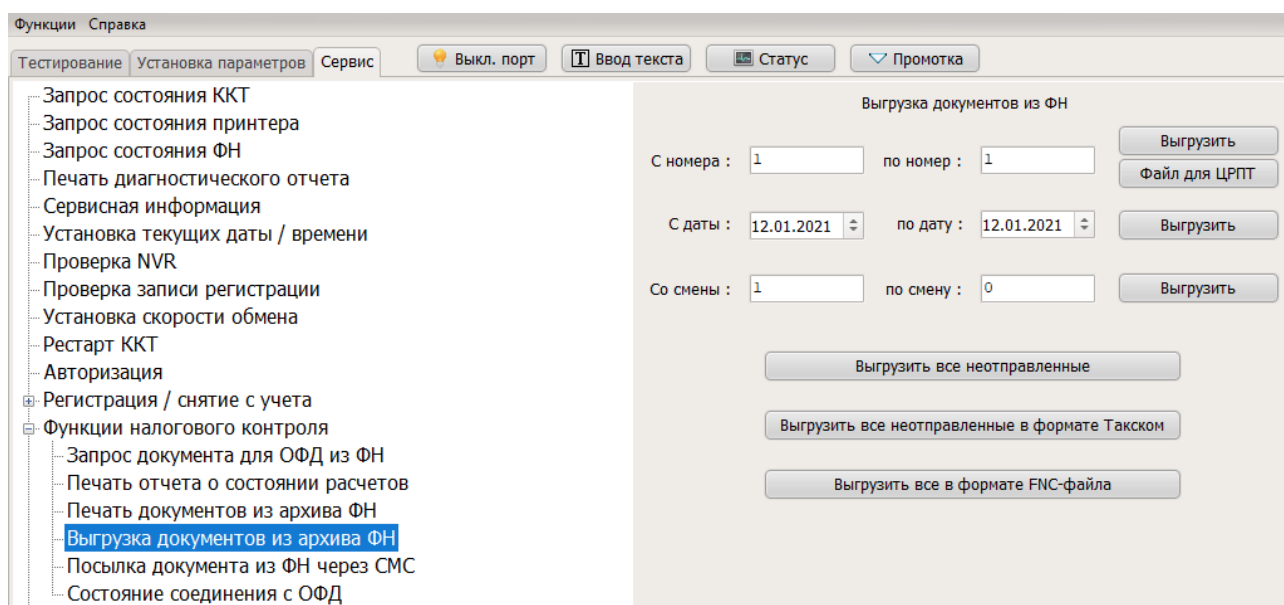 Функции Справка
Тестирование Установка параметров Сервис Выкл. порт T Ввод текста Статус Промотка
Запрос состояния ККТ
Запрос состояния принтера
Запрос состояния ФН
Печать диагностического отчета
Сервисная информация
Установка текущих даты / времени
Проверка NVR
Проверка записи регистрации
Установка скорости обмена
Рестарт ККТ
Авторизация
Регистрация / снятие с учета
Функции налогового контроля
Запрос документа для ОФД из ФН
Печать отчета о состоянии расчетов
Печать документов из архива ФН
Выгрузка документов из архива ФН
Посылка документа из ФН через СМС
Состояние соединения с ОФД
Выгрузка документов из ФН
С номера : 1 по номер : 1 Выгрузить
Файл для ЦРПТ
С даты : 12.01.2021 по дату : 12.01.2021 Выгрузить
Со смены : 1 по смену : 0 Выгрузить
Выгрузить все неотправленные
Выгрузить все неотправленные в формате Такском
Выгрузить все в формате FNC-файла